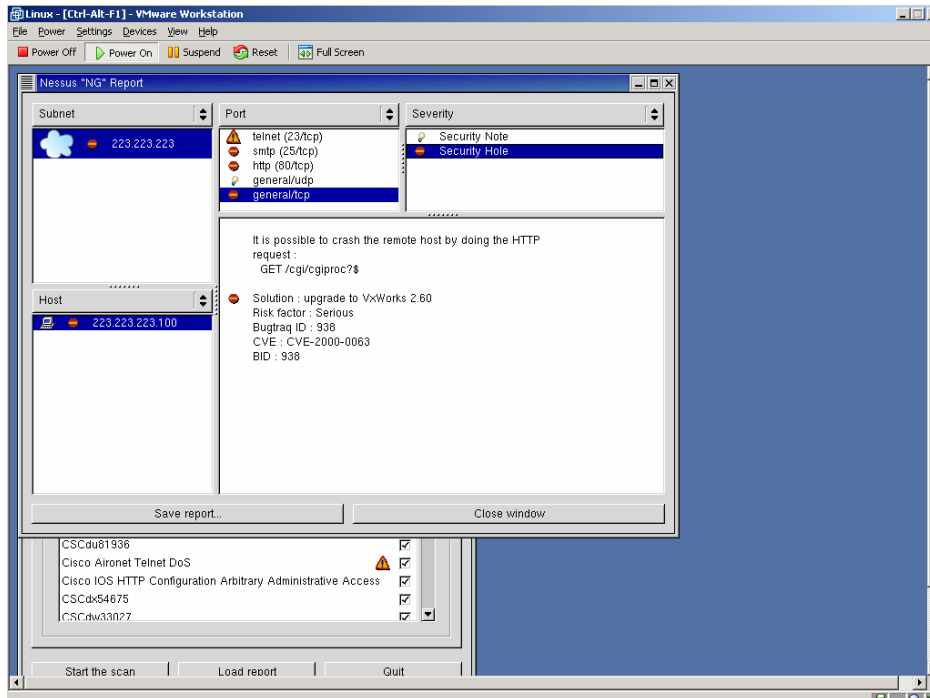 Linux - [Ctrl-Alt-F1] - VMware Workstation
File Power Settings Devices View Help
Power Off Power On Suspend Reset Full Screen
Nessus "NG" Report
Subnet
223.223.223
Port
telnet (23/tcp)
smtp (25/tcp)
http (80/tcp)
general/udp
general/tcp
Severity
Security Note
Security Hole
Host
223.223.223.100
It is possible to crash the remote host by doing the HTTP
request :
GET /cgi/cgiproc?$
Solution : upgrade to VxWorks 2.60
Risk factor : Serious
Bugtraq ID : 938
CVE : CVE-2000-0063
BID : 938
Save report...
Close window
CSCdu81936
Cisco Aironet Telnet DoS
Cisco IOS HTTP Configuration Arbitrary Administrative Access
CSCdx54675
CSCdw33027
Start the scan
Load report
Quit